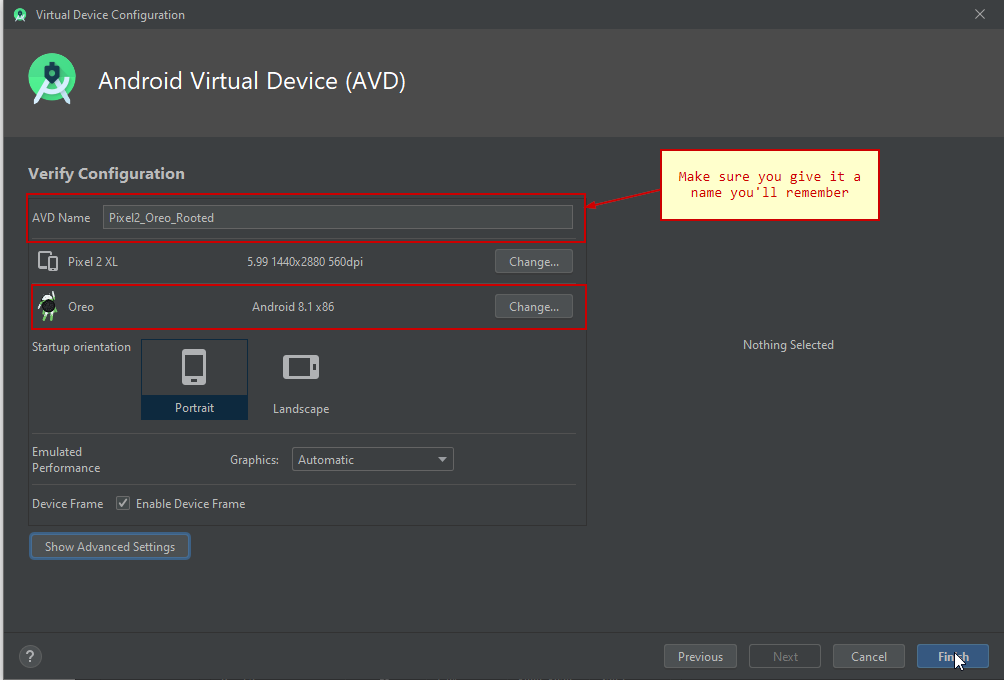 Virtual Device Configuration
Android Virtual Device (AVD)
Verify Configuration
Make sure you give it a
name you'll remember
AVD Name Pixel2_Oreo_Rooted
Pixel 2 XL 5.99 1440x2880 560dpi Change...
Oreo Android 8.1 x86 Change...
Nothing Selected
Startup orientation
Portrait Landscape
Emulated
Performance
Graphics: Automatic
Device Frame Enable Device Frame
Show Advanced Settings
? Previous Next Cancel Finish